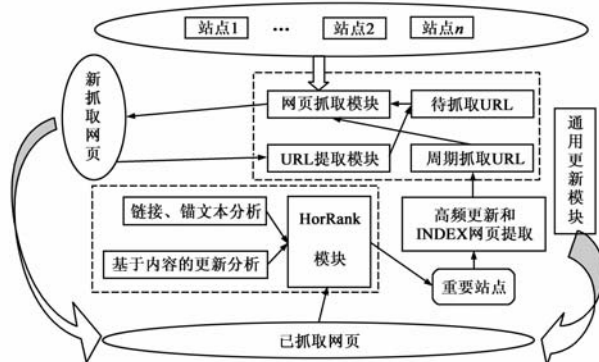 站点1 … 站点2 站点n
新抓取网页
网页抓取模块
待抓取URL
URL提取模块
周期抓取URL
通用更新模块
链接、锚文本分析
基于内容的更新分析
HorRank
模块
高频更新和
INDEX网页提取
重要站点
已抓取网页